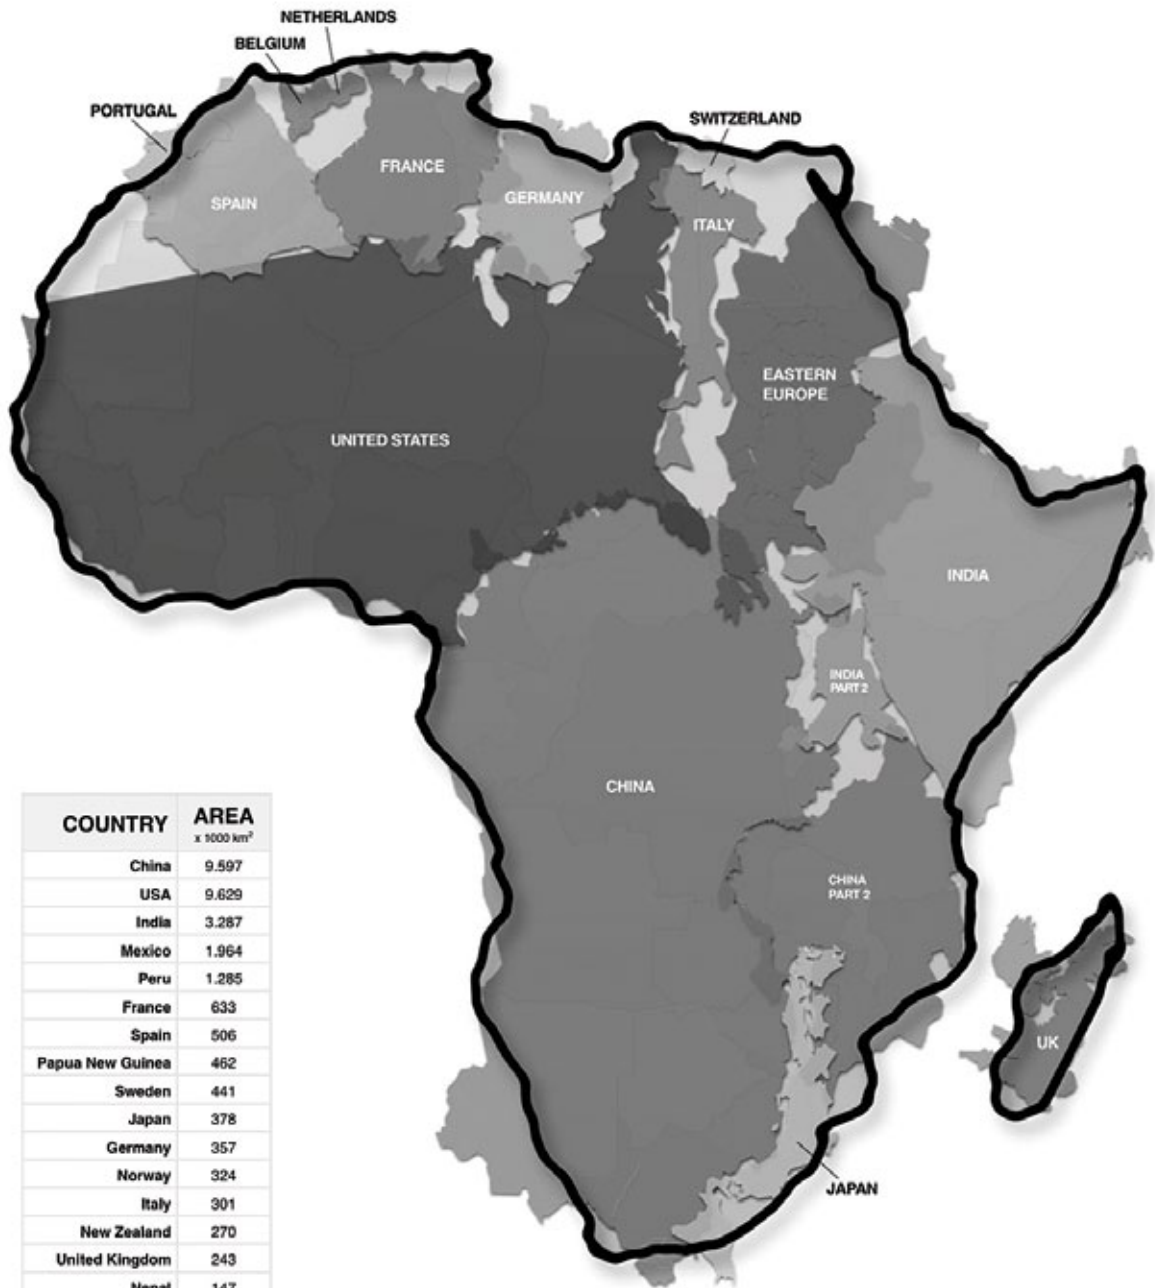 NETHERLANDS
BELGIUM
PORTUGAL
SWITZERLAND
FRANCE
SPAIN
GERMANY
ITALY
EASTERN
EUROPE
UNITED STATES
INDIA
INDIA
PART 2
CHINA
CHINA
PART 2
UK
JAPAN
COUNTRY AREA
x 1000 km²
China 9.597
USA 9.629
India 3.287
Mexico 1.964
Peru 1.285
France 633
Spain 506
Papua New Guinea 462
Sweden 441
Japan 378
Germany 357
Norway 324
Italy 301
New Zealand 270
United Kingdom 243
Nepal 147